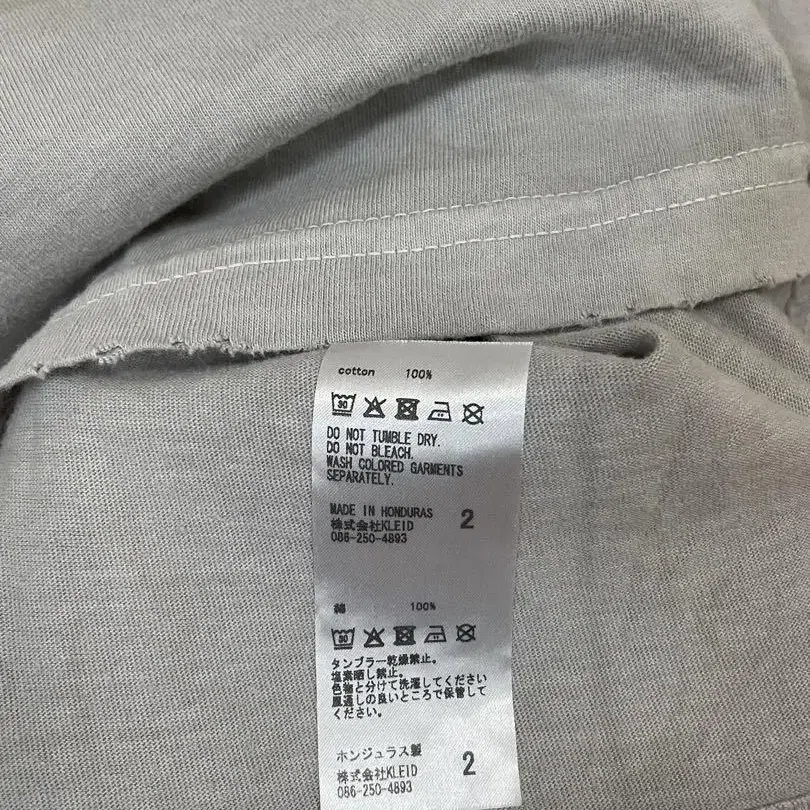 cotton 100%
30
DO NOT TUMBLE DRY.
DO NOT BLEACH.
WASH COLORED GARMENTS
SEPARATELY.
MADE IN HONDURAS 2
株式会社KLEID
086-250-4893
綿 100%
30
タンブラー乾燥禁止。
塩素晒し禁止。
色物と分けて洗濯してください
風通しの良いところで保管して
ください。
ホンジュラス製 2
株式会社KLEID
086-250-4893